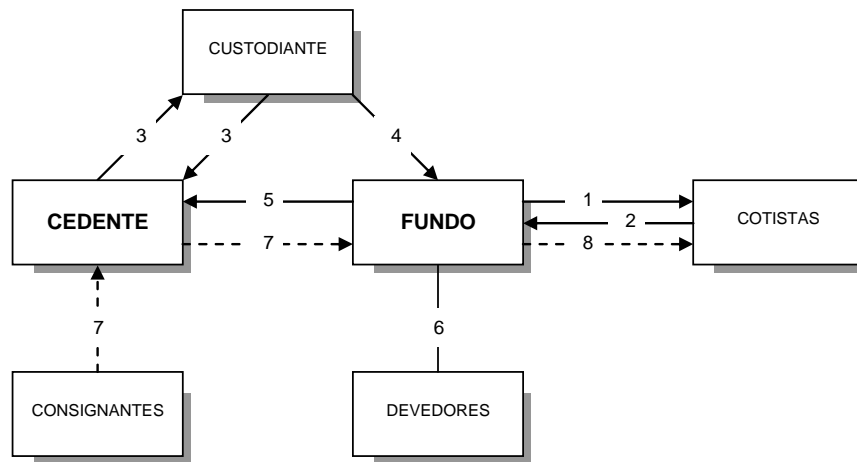 CUSTODIANTE
3
3
4
CEDENTE
5
FUNDO
1
2
COTISTAS
7
8
7
6
CONSIGNANTES
DEVEDORES